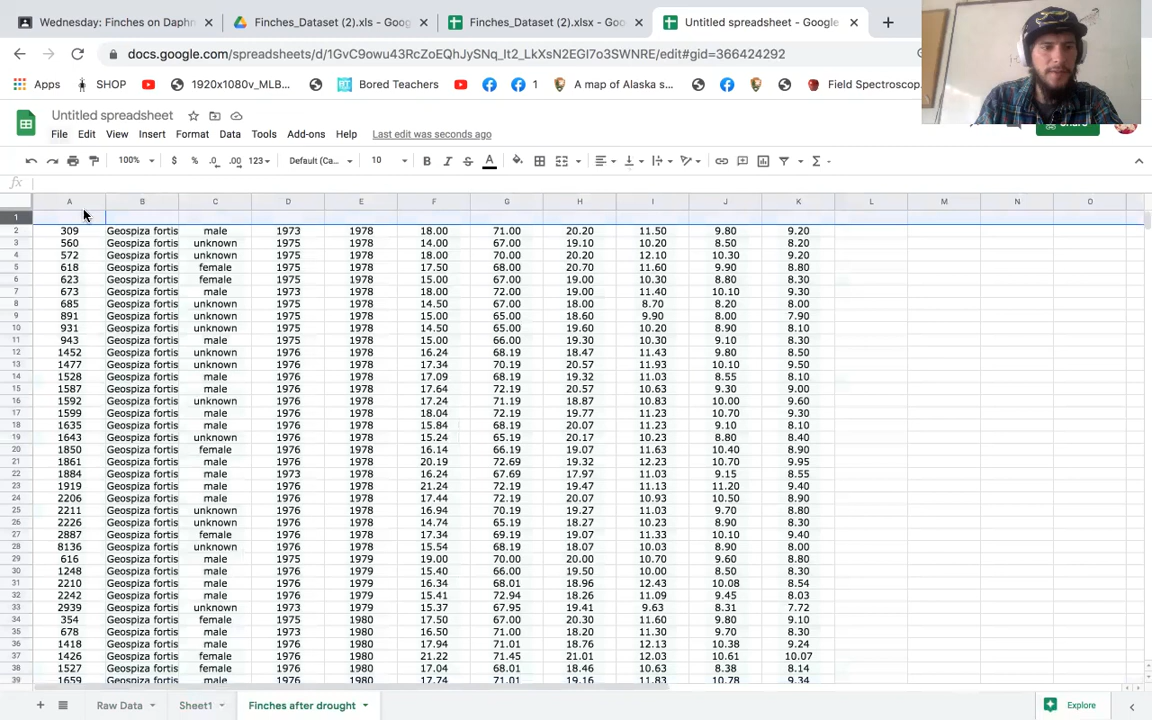 Wednesday: Finches on Daphn
Finches_Dataset (2).xls - Goog
Finches_Dataset (2).xlsx - Goo
Untitled spreadsheet - Google
docs.google.com/spreadsheets/d/1GvC9owu43RcZoEQhJySNq_It2_LkXsN2EGl7o3SWNRE/edit#gid=366424292
Apps SHOP 1920x1080v_MLB... Bored Teachers 1 A map of Alaska s... Field Spectroscop
Untitled spreadsheet
File Edit View Insert Format Data Tools Add-ons Help Last edit was seconds ago
100% $ % .0 .00 123 Default (Ca... 10 B I S A
fx
A B C D E F G H I J K L M N O
1
2 309 Geospiza fortis male 1973 1978 18.00 71.00 20.20 11.50 9.80 9.20
3 560 Geospiza fortis unknown 1975 1978 14.00 67.00 19.10 10.20 8.50 8.20
4 572 Geospiza fortis unknown 1975 1978 18.00 70.00 20.20 12.10 10.30 9.20
5 618 Geospiza fortis female 1975 1978 17.50 68.00 20.70 11.60 9.90 8.80
6 623 Geospiza fortis female 1975 1978 15.00 67.00 19.00 10.30 8.80 8.30
7 673 Geospiza fortis male 1973 1978 18.00 72.00 19.00 11.40 10.10 9.30
8 685 Geospiza fortis unknown 1975 1978 14.50 67.00 18.00 8.70 8.20 8.00
9 891 Geospiza fortis unknown 1975 1978 15.00 65.00 18.60 9.90 8.00 7.90
10 931 Geospiza fortis unknown 1975 1978 14.50 65.00 19.60 10.20 8.90 8.10
11 943 Geospiza fortis male 1975 1978 15.00 66.00 19.30 10.30 9.10 8.30
12 1452 Geospiza fortis unknown 1976 1978 16.24 68.19 18.47 11.43 9.80 8.50
13 1477 Geospiza fortis unknown 1976 1978 17.34 70.19 20.57 11.93 10.10 9.50
14 1528 Geospiza fortis male 1976 1978 17.09 68.19 19.32 11.03 8.55 8.10
15 1587 Geospiza fortis male 1976 1978 17.64 72.19 20.57 10.63 9.30 9.00
16 1592 Geospiza fortis unknown 1976 1978 17.24 71.19 18.87 10.83 10.00 9.60
17 1599 Geospiza fortis male 1976 1978 18.04 72.19 19.77 11.23 10.70 9.30
18 1635 Geospiza fortis male 1976 1978 15.84 68.19 20.07 11.23 9.10 8.10
19 1643 Geospiza fortis unknown 1976 1978 15.24 65.19 20.17 10.23 8.80 8.40
20 1850 Geospiza fortis female 1976 1978 16.14 66.19 19.07 11.63 10.40 8.90
21 1861 Geospiza fortis male 1976 1978 20.19 72.69 19.32 12.23 10.70 9.95
22 1884 Geospiza fortis male 1973 1978 16.24 67.69 17.97 11.03 9.15 8.55
23 1919 Geospiza fortis male 1976 1978 21.24 72.19 19.47 11.13 11.20 9.40
24 2206 Geospiza fortis male 1976 1978 17.44 72.19 20.07 10.93 10.50 8.90
25 2211 Geospiza fortis unknown 1976 1978 16.94 70.19 19.27 11.03 9.70 8.80
26 2226 Geospiza fortis unknown 1976 1978 14.74 65.19 18.27 10.23 8.90 8.30
27 2887 Geospiza fortis female 1976 1978 17.34 69.19 19.07 11.33 10.10 9.40
28 8136 Geospiza fortis unknown 1976 1978 15.54 68.19 18.07 10.03 8.90 8.00
29 616 Geospiza fortis male 1975 1979 19.00 70.00 20.00 10.70 9.60 8.80
30 1248 Geospiza fortis male 1976 1979 15.40 66.00 19.50 10.00 8.50 8.30
31 2210 Geospiza fortis male 1976 1979 16.34 68.01 18.96 12.43 10.08 8.54
32 2242 Geospiza fortis male 1976 1979 15.41 72.94 18.26 11.09 9.45 8.03
33 2939 Geospiza fortis unknown 1973 1979 15.37 67.95 19.41 9.63 8.31 7.72
34 354 Geospiza fortis female 1975 1980 17.50 67.00 20.30 11.60 9.80 9.10
35 678 Geospiza fortis male 1973 1980 16.50 71.00 18.20 11.30 9.70 8.30
36 1418 Geospiza fortis male 1976 1980 17.94 71.01 18.76 12.13 10.38 9.24
37 1426 Geospiza fortis female 1976 1980 21.22 71.45 21.01 12.03 10.61 10.07
38 1527 Geospiza fortis female 1976 1980 17.04 68.01 18.46 10.63 8.38 8.14
39 1659 Geospiza fortis male 1976 1980 17.74 71.01 19.16 11.83 10.78 9.34
Raw Data Sheet1 Finches after drought Explore